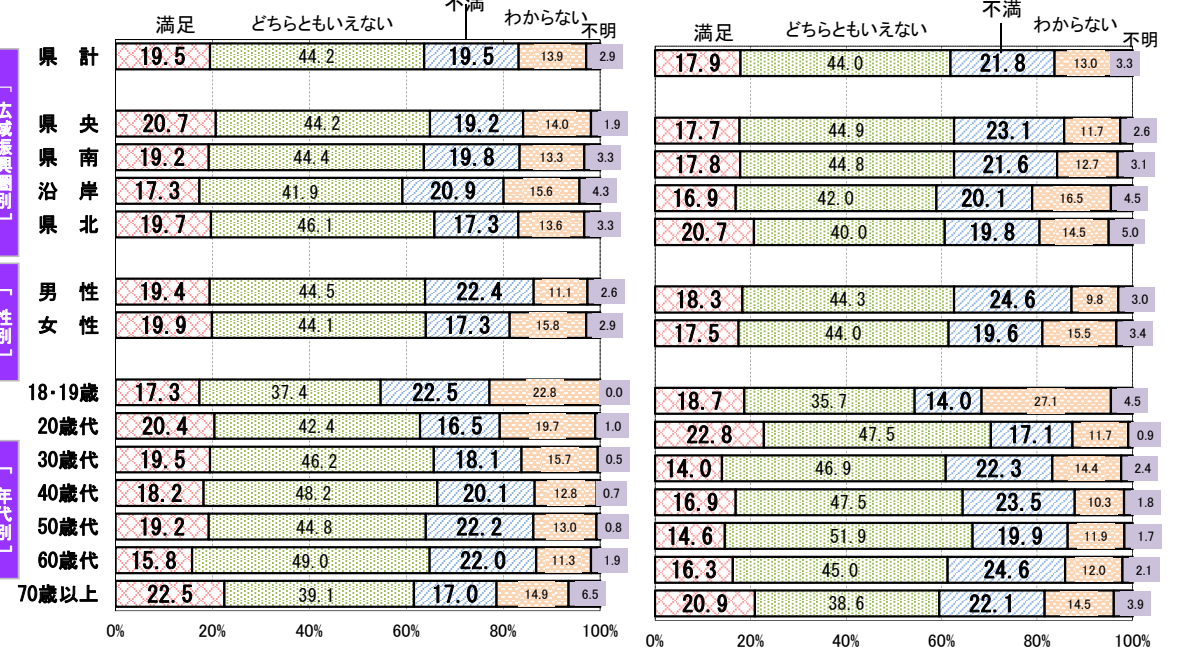 満足 どちらともいえない 不満 わからない 不明
県 計 19.5 44.2 19.5 13.9 2.9
［広域振興圏別］
県 央 20.7 44.2 19.2 14.0 1.9
県 南 19.2 44.4 19.8 13.3 3.3
沿 岸 17.3 41.9 20.9 15.6 4.3
県 北 19.7 46.1 17.3 13.6 3.3
［性別］
男 性 19.4 44.5 22.4 11.1 2.6
女 性 19.9 44.1 17.3 15.8 2.9
［年代別］
18・19歳 17.3 37.4 22.5 22.8 0.0
20歳代 20.4 42.4 16.5 19.7 1.0
30歳代 19.5 46.2 18.1 15.7 0.5
40歳代 18.2 48.2 20.1 12.8 0.7
50歳代 19.2 44.8 22.2 13.0 0.8
60歳代 15.8 49.0 22.0 11.3 1.9
70歳以上 22.5 39.1 17.0 14.9 6.5
0% 20% 40% 60% 80% 100%
満足 どちらともいえない 不満 わからない 不明
17.9 44.0 21.8 13.0 3.3
17.7 44.9 23.1 11.7 2.6
17.8 44.8 21.6 12.7 3.1
16.9 42.0 20.1 16.5 4.5
20.7 40.0 19.8 14.5 5.0
18.3 44.3 24.6 9.8 3.0
17.5 44.0 19.6 15.5 3.4
18.7 35.7 14.0 27.1 4.5
22.8 47.5 17.1 11.7 0.9
14.0 46.9 22.3 14.4 2.4
16.9 47.5 23.5 10.3 1.8
14.6 51.9 19.9 11.9 1.7
16.3 45.0 24.6 12.0 2.1
20.9 38.6 22.1 14.5 3.9
0% 20% 40% 60% 80% 100%